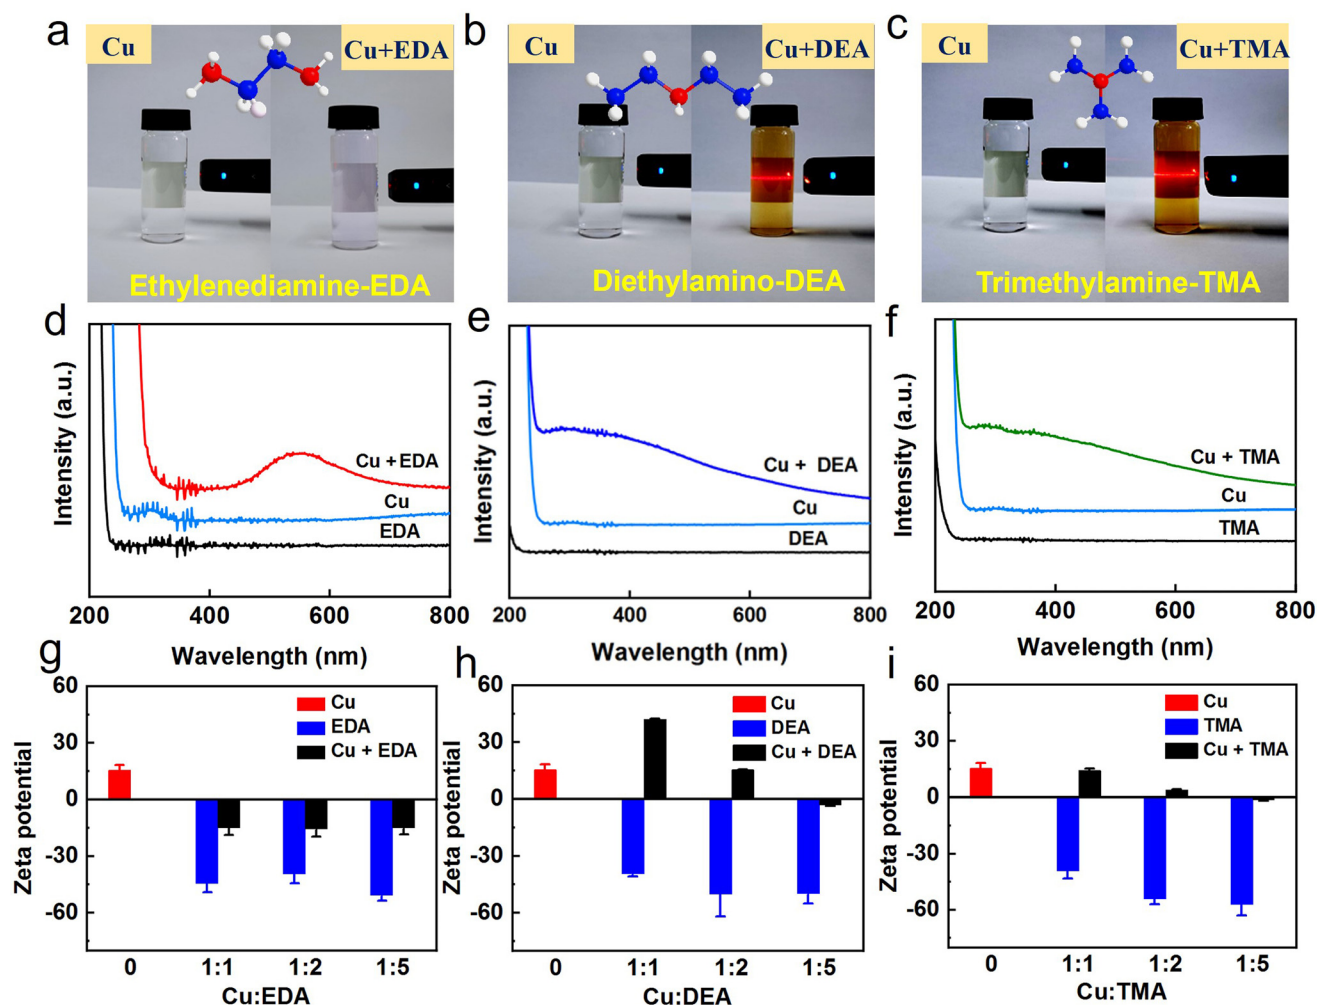 a
Cu
Cu+EDA
Ethylenediamine-EDA
b
Cu
Cu+DEA
Diethylamino-DEA
c
Cu
Cu+TMA
Trimethylamine-TMA
d
Intensity (a.u.)
Cu +EDA
Cu
EDA
200 400 600 800
Wavelength (nm)
e
Intensity (a.u.)
Cu + DEA
Cu
DEA
200 400 600 800
Wavelength (nm)
f
Intensity (a.u.)
Cu + TMA
Cu
TMA
200 400 600 800
Wavelength (nm)
g
Zeta potential
60
30
0
-30
-60
Cu
EDA
Cu + EDA
0 1:1 1:2 1:5
Cu:EDA
h
Zeta potential
60
30
0
-30
-60
Cu
DEA
Cu + DEA
0 1:1 1:2 1:5
Cu:DEA
i
Zeta potential
60
30
0
-30
-60
Cu
TMA
Cu + TMA
0 1:1 1:2 1:5
Cu:TMA